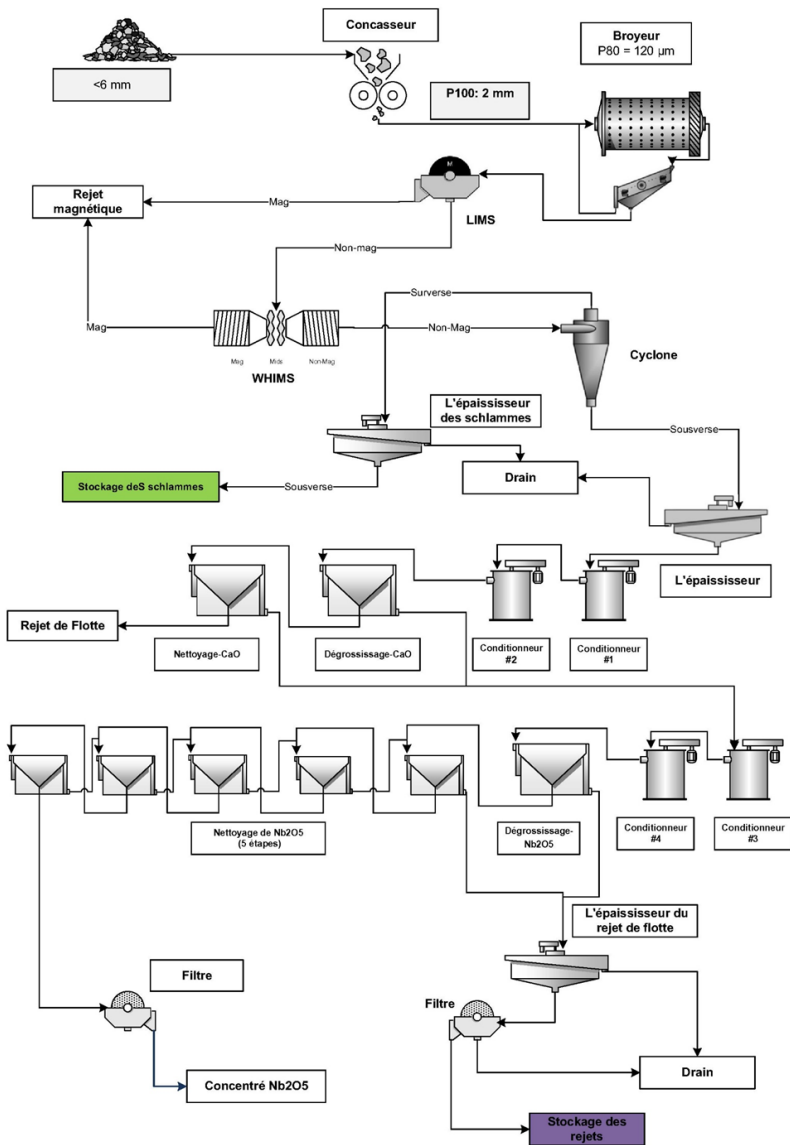 Concasseur
Broyeur
P80 = 120 µm
<6 mm
P100: 2 mm
M
LIMS
Rejet
magnétique
Mag
Non-mag
Surverse
Mag
Non-Mag
Cyclone
Mag
Mids
Non-Mag
WHIMS
L'épaississeur
des schlammes
Sousverse
Drain
Stockage deS schlammes
Sousverse
L'épaississeur
Rejet de Flotte
Nettoyage-CaO
Dégrossissage-CaO
Conditionneur
#2
Conditionneur
#1
Nettoyage de Nb2O5
(5 étapes)
Dégrossissage-
Nb2O5
Conditionneur
#4
Conditionneur
#3
L'épaississeur du
rejet de flotte
Filtre
Filtre
Concentré Nb2O5
Drain
Stockage des
rejets